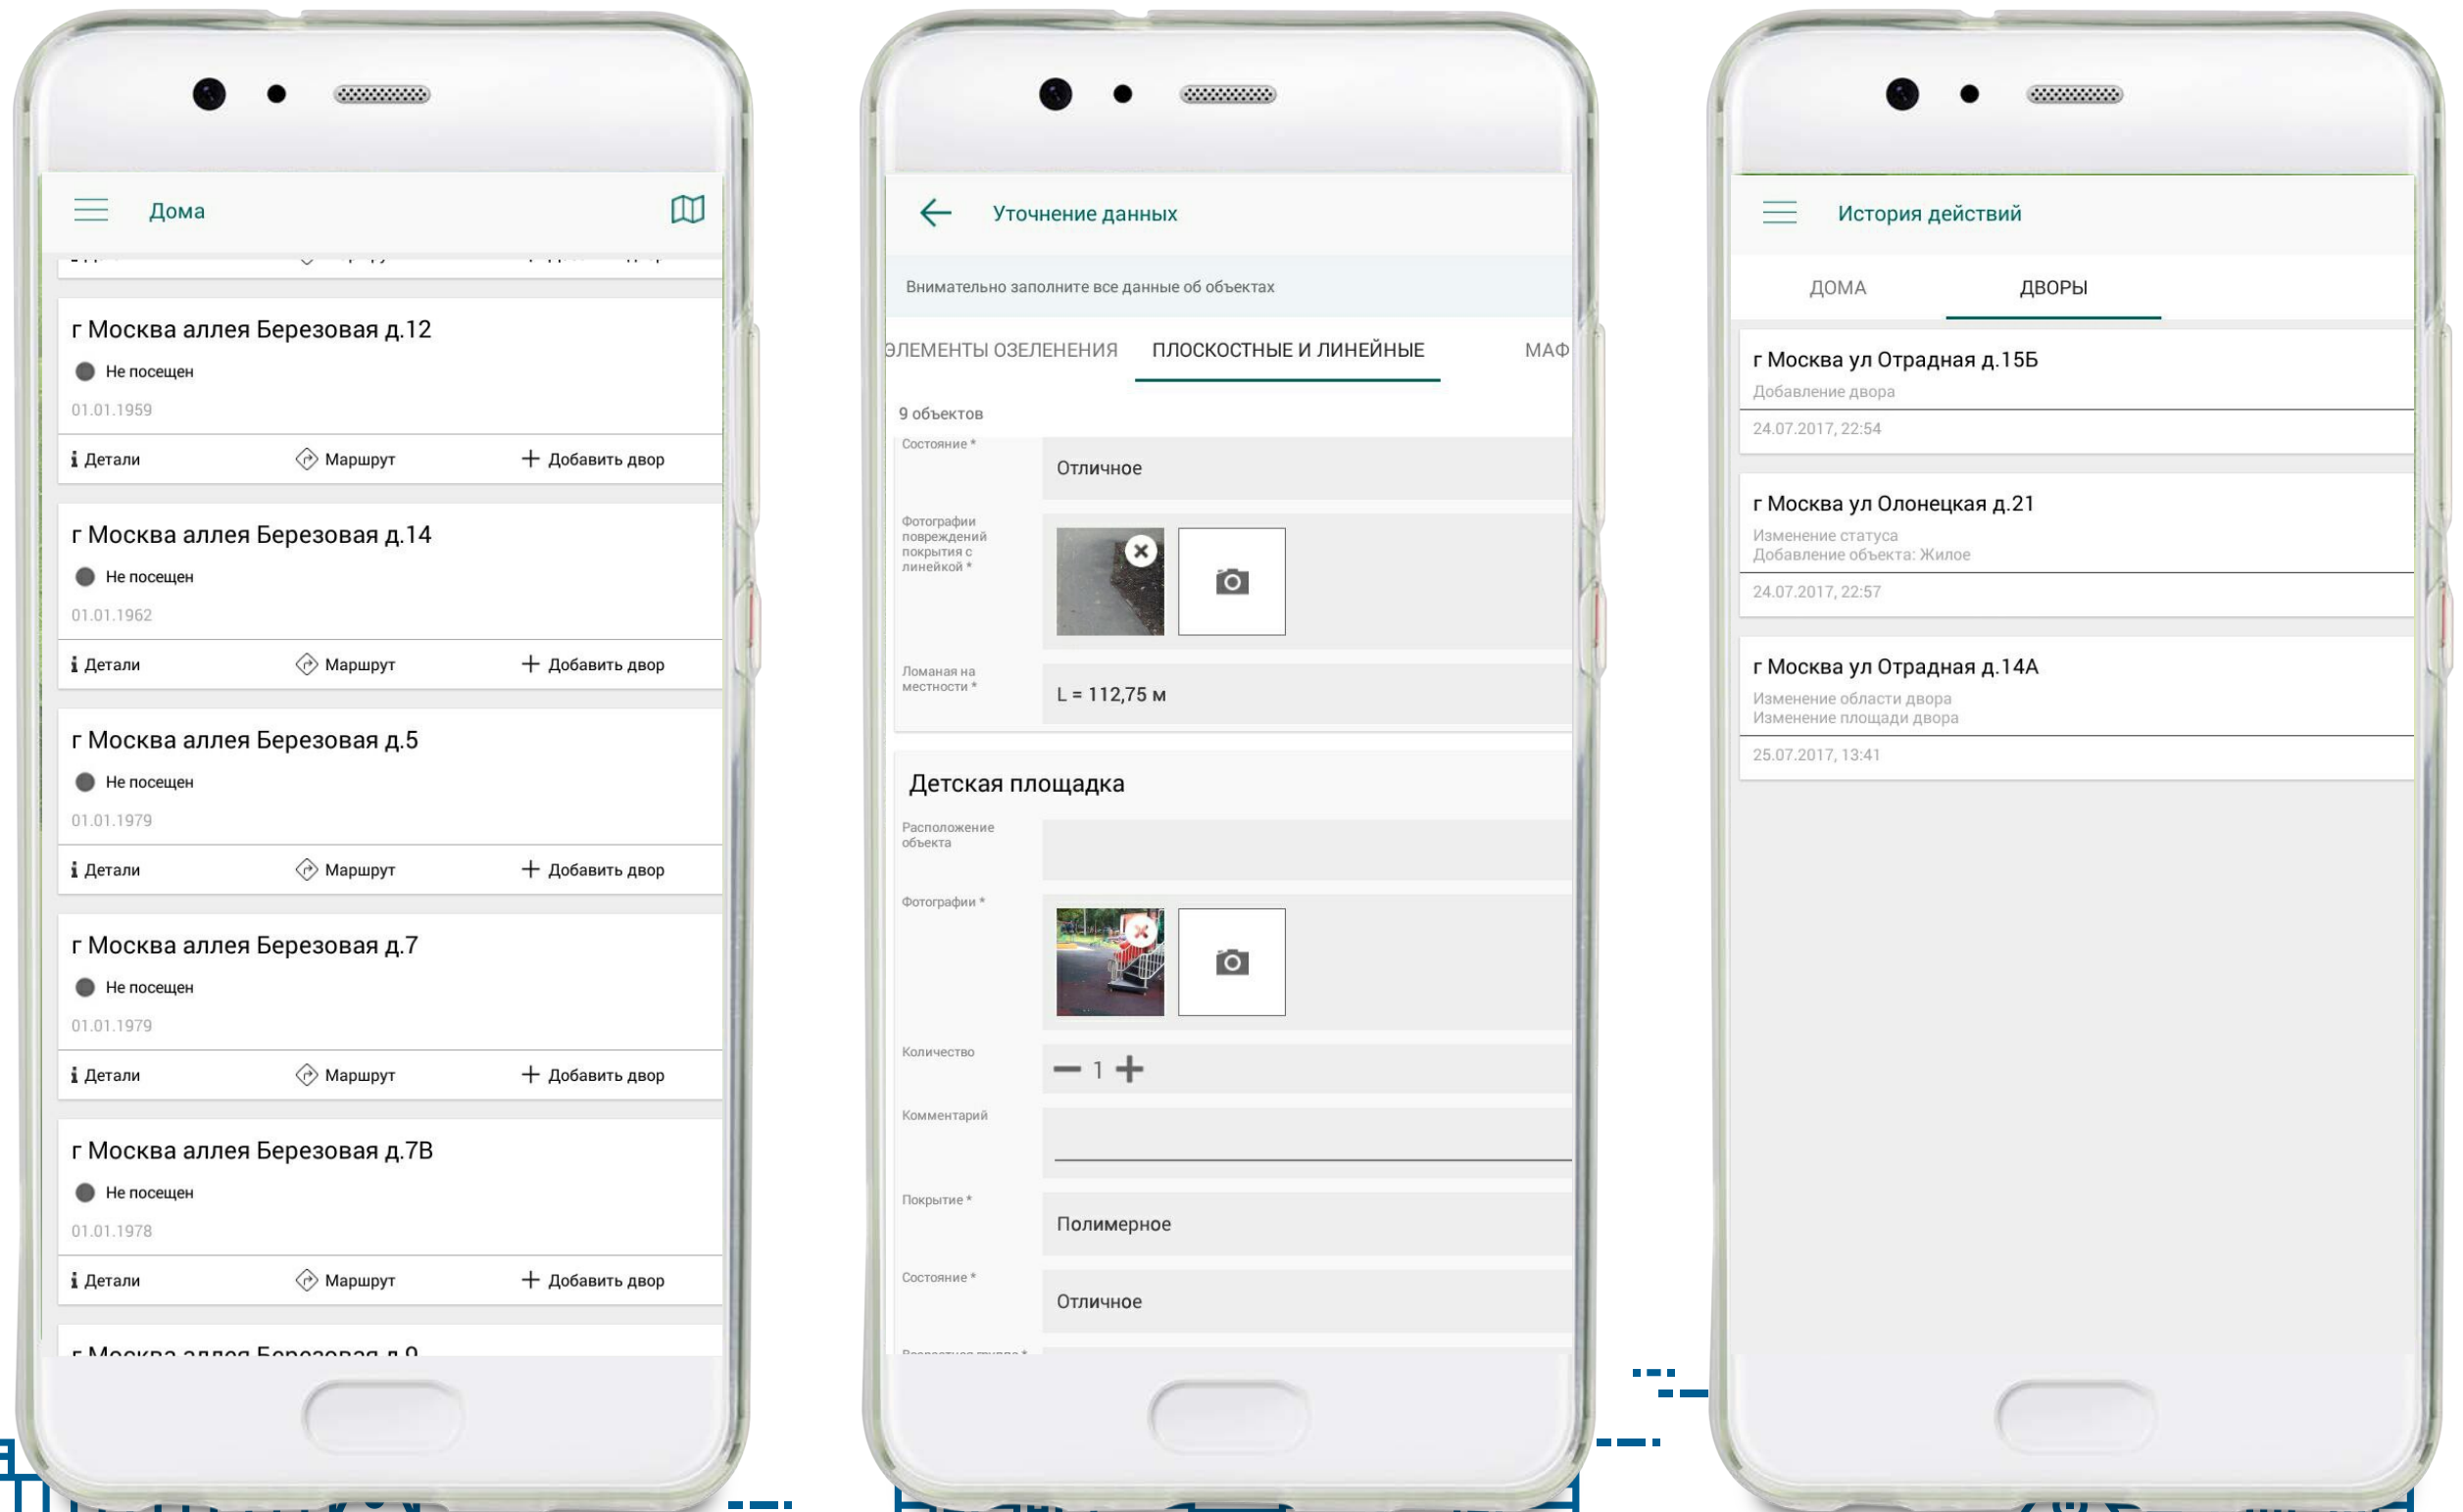 Дома
г Москва аллея Березовая д.12
Не посещен
01.01.1959
Детали Маршрут + Добавить двор
г Москва аллея Березовая д.14
Не посещен
01.01.1962
Детали Маршрут + Добавить двор
г Москва аллея Березовая д.5
Не посещен
01.01.1979
Детали Маршрут + Добавить двор
г Москва аллея Березовая д.7
Не посещен
01.01.1979
Детали Маршрут + Добавить двор
г Москва аллея Березовая д.7В
Не посещен
01.01.1978
Детали Маршрут + Добавить двор
г Москва аллея Березовая д.9
Уточнение данных
Внимательно заполните все данные об объектах
ЭЛЕМЕНТЫ ОЗЕЛЕНЕНИЯ ПЛОСКОСТНЫЕ И ЛИНЕЙНЫЕ МАФ
9 объектов
Состояние *
Отличное
Фотографии
повреждений
покрытия с
линейкой *
Ломаная на
местности *
L = 112,75 м
Детская площадка
Расположение
объекта
Фотографии *
Количество
— 1 +
Комментарий
Покрытие *
Полимерное
Состояние *
Отличное
История действий
ДОМА ДВОРЫ
г Москва ул Отрадная д.15Б
Добавление двора
24.07.2017, 22:54
г Москва ул Олонецкая д.21
Изменение статуса
Добавление объекта: Жилое
24.07.2017, 22:57
г Москва ул Отрадная д.14А
Изменение области двора
Изменение площади двора
25.07.2017, 13:41